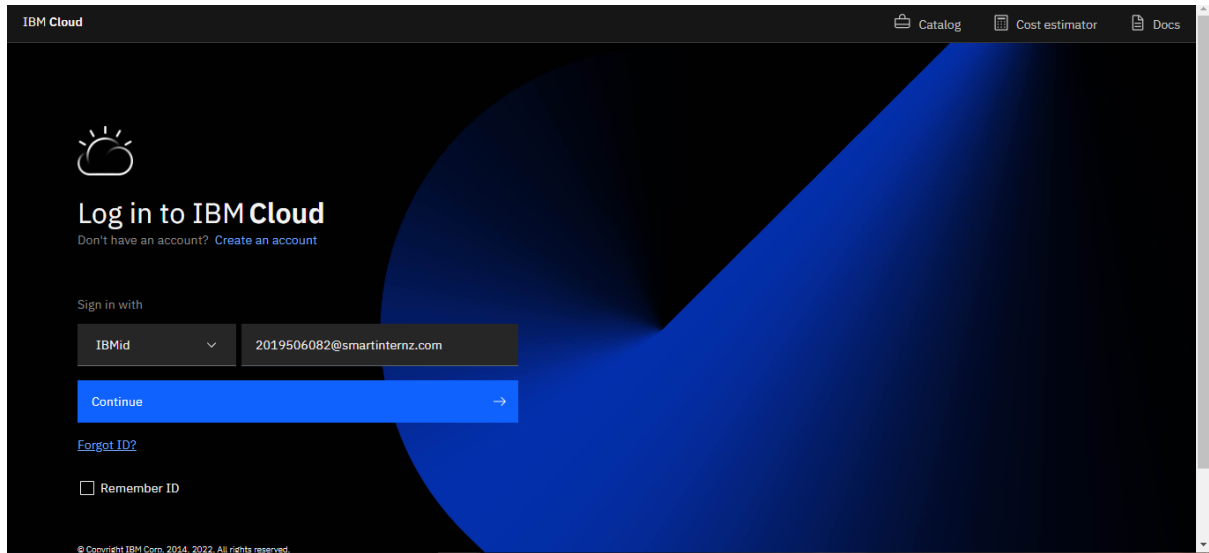 IBM Cloud
Catalog
Cost estimator
Docs
Log in to IBM Cloud
Don't have an account? Create an account
Sign in with
IBMid
2019506082@smartinternz.com
Continue
Forgot ID?
Remember ID
© Copyright IBM Corp. 2014, 2022. All rights reserved.